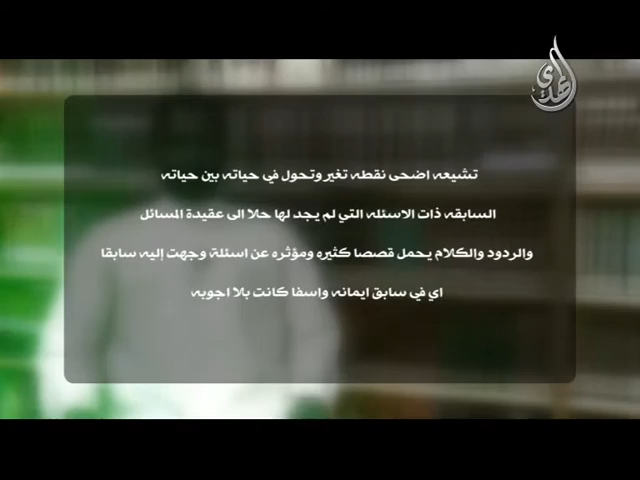 الهدى
تشيعه اضحى نقطه تغير وتحول في حياته بين حياته
السابقه ذات الاسئله التي لم يجد لها حلا الى عقيدة المسائل
والردود والكلام يحمل قصصا كثيره ومؤثره عن اسئلة وجهت إليه سابقا
اي في سابق ايمانه واسفا كانت بلا اجوبه